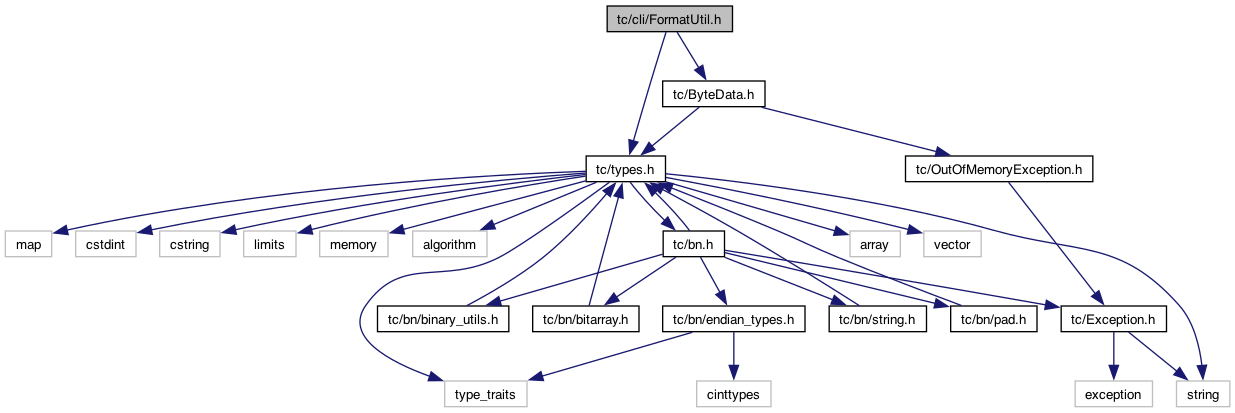 tc/cli/FormatUtil.h
tc/ByteData.h
tc/types.h
tc/OutOfMemoryException.h
map
cstdint
cstring
limits
memory
algorithm
tc/bn.h
array
vector
tc/bn/binary_utils.h
tc/bn/bitarray.h
tc/bn/endian_types.h
tc/bn/string.h
tc/bn/pad.h
tc/Exception.h
type_traits
cinttypes
exception
string